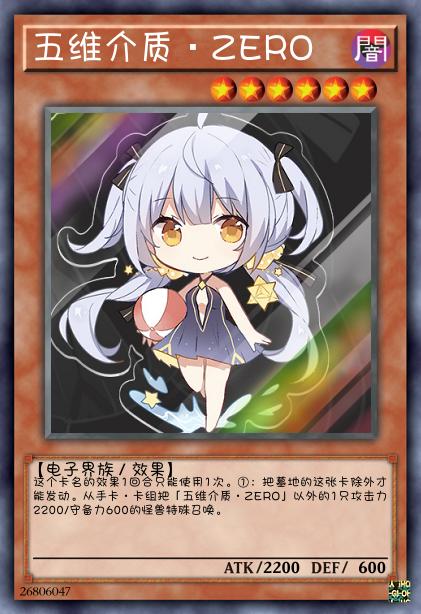 五维介质·ZERO
闇
【电子界族/效果】
这个卡名的效果1回合只能使用1次。①：把墓地的这张卡除外才
能发动。从手卡·卡组把「五维介质·ZERO」以外的1只攻击力
2200/守备力600的怪兽特殊召唤。
ATK/2200 DEF/ 600
26806047